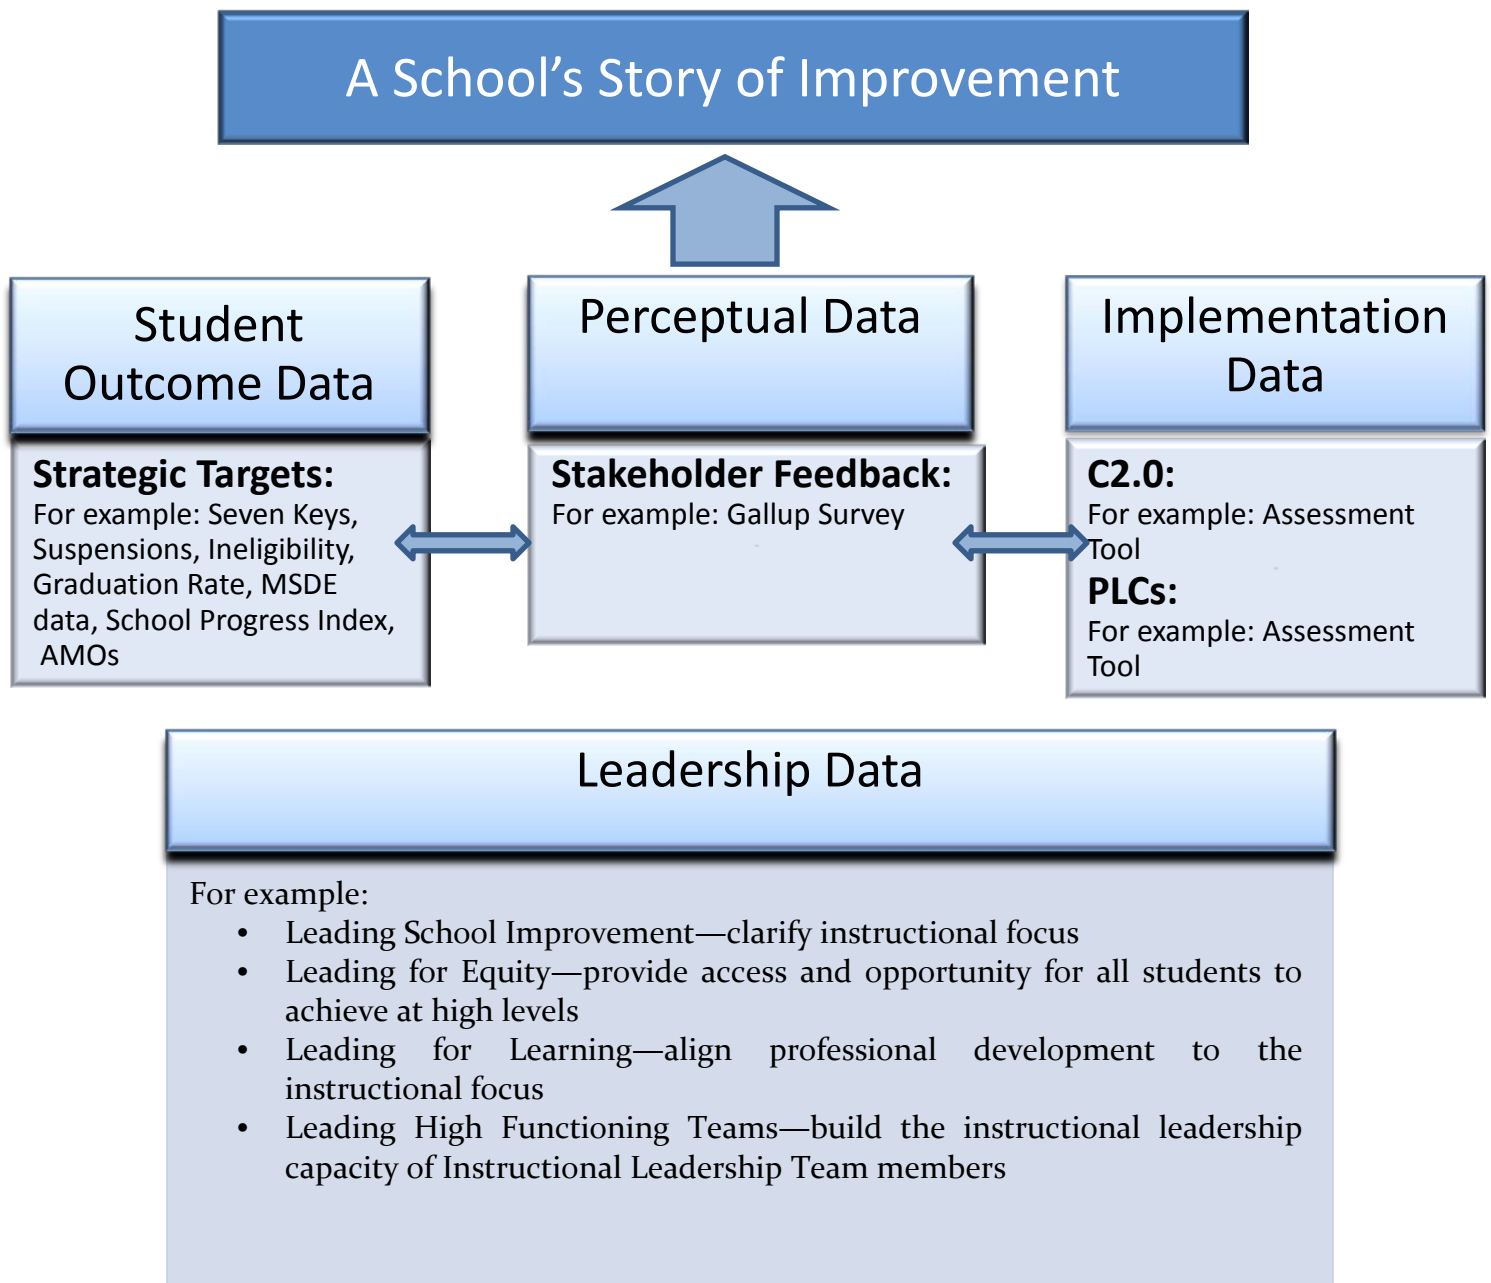 A School’s Story of Improvement
Student
Outcome Data
Strategic Targets:
For example: Seven Keys,
Suspensions, Ineligibility,
Graduation Rate, MSDE
data, School Progress Index,
AMOs
Perceptual Data
Stakeholder Feedback:
For example: Gallup Survey
Implementation
Data
C2.0:
For example: Assessment
Tool
PLCs:
For example: Assessment
Tool
Leadership Data
For example:
• Leading School Improvement—clarify instructional focus
• Leading for Equity—provide access and opportunity for all students to
achieve at high levels
• Leading for Learning—align professional development to the
instructional focus
• Leading High Functioning Teams—build the instructional leadership
capacity of Instructional Leadership Team members